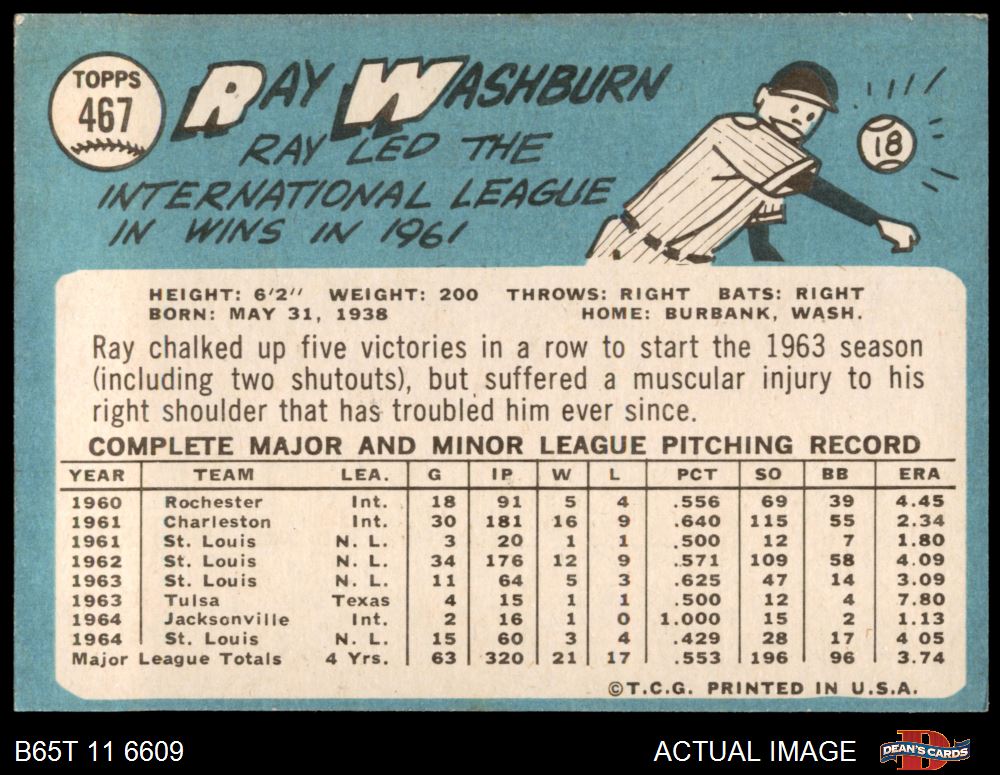 TOPPS
467
RAY WASHBURN
RAY LED THE
INTERNATIONAL LEAGUE
IN WINS IN 1961
18
HEIGHT: 6'2" WEIGHT: 200 THROWS: RIGHT BATS: RIGHT
BORN: MAY 31, 1938 HOME: BURBANK, WASH.
Ray chalked up five victories in a row to start the 1963 season
(including two shutouts), but suffered a muscular injury to his
right shoulder that has troubled him ever since.
COMPLETE MAJOR AND MINOR LEAGUE PITCHING RECORD
YEAR TEAM LEA. G IP W L PCT SO BB ERA
1960 Rochester Int. 18 91 5 4 .556 69 39 4.45
1961 Charleston Int. 30 181 16 9 .640 115 55 2.34
1961 St. Louis N. L. 3 20 1 1 .500 12 7 1.80
1962 St. Louis N. L. 34 176 12 9 .571 109 58 4.09
1963 St. Louis N. L. 11 64 5 3 .625 47 14 3.09
1963 Tulsa Texas 4 15 1 1 .500 12 4 7.80
1964 Jacksonville Int. 2 16 1 0 1.000 15 2 1.13
1964 St. Louis N. L. 15 60 3 4 .429 28 17 4 05
Major League Totals 4 Yrs. 63 320 21 17 .553 196 96 3.74
©T.C.G. PRINTED IN U.S.A.
B65T 11 6609 ACTUAL IMAGE DEAN'S CARDS